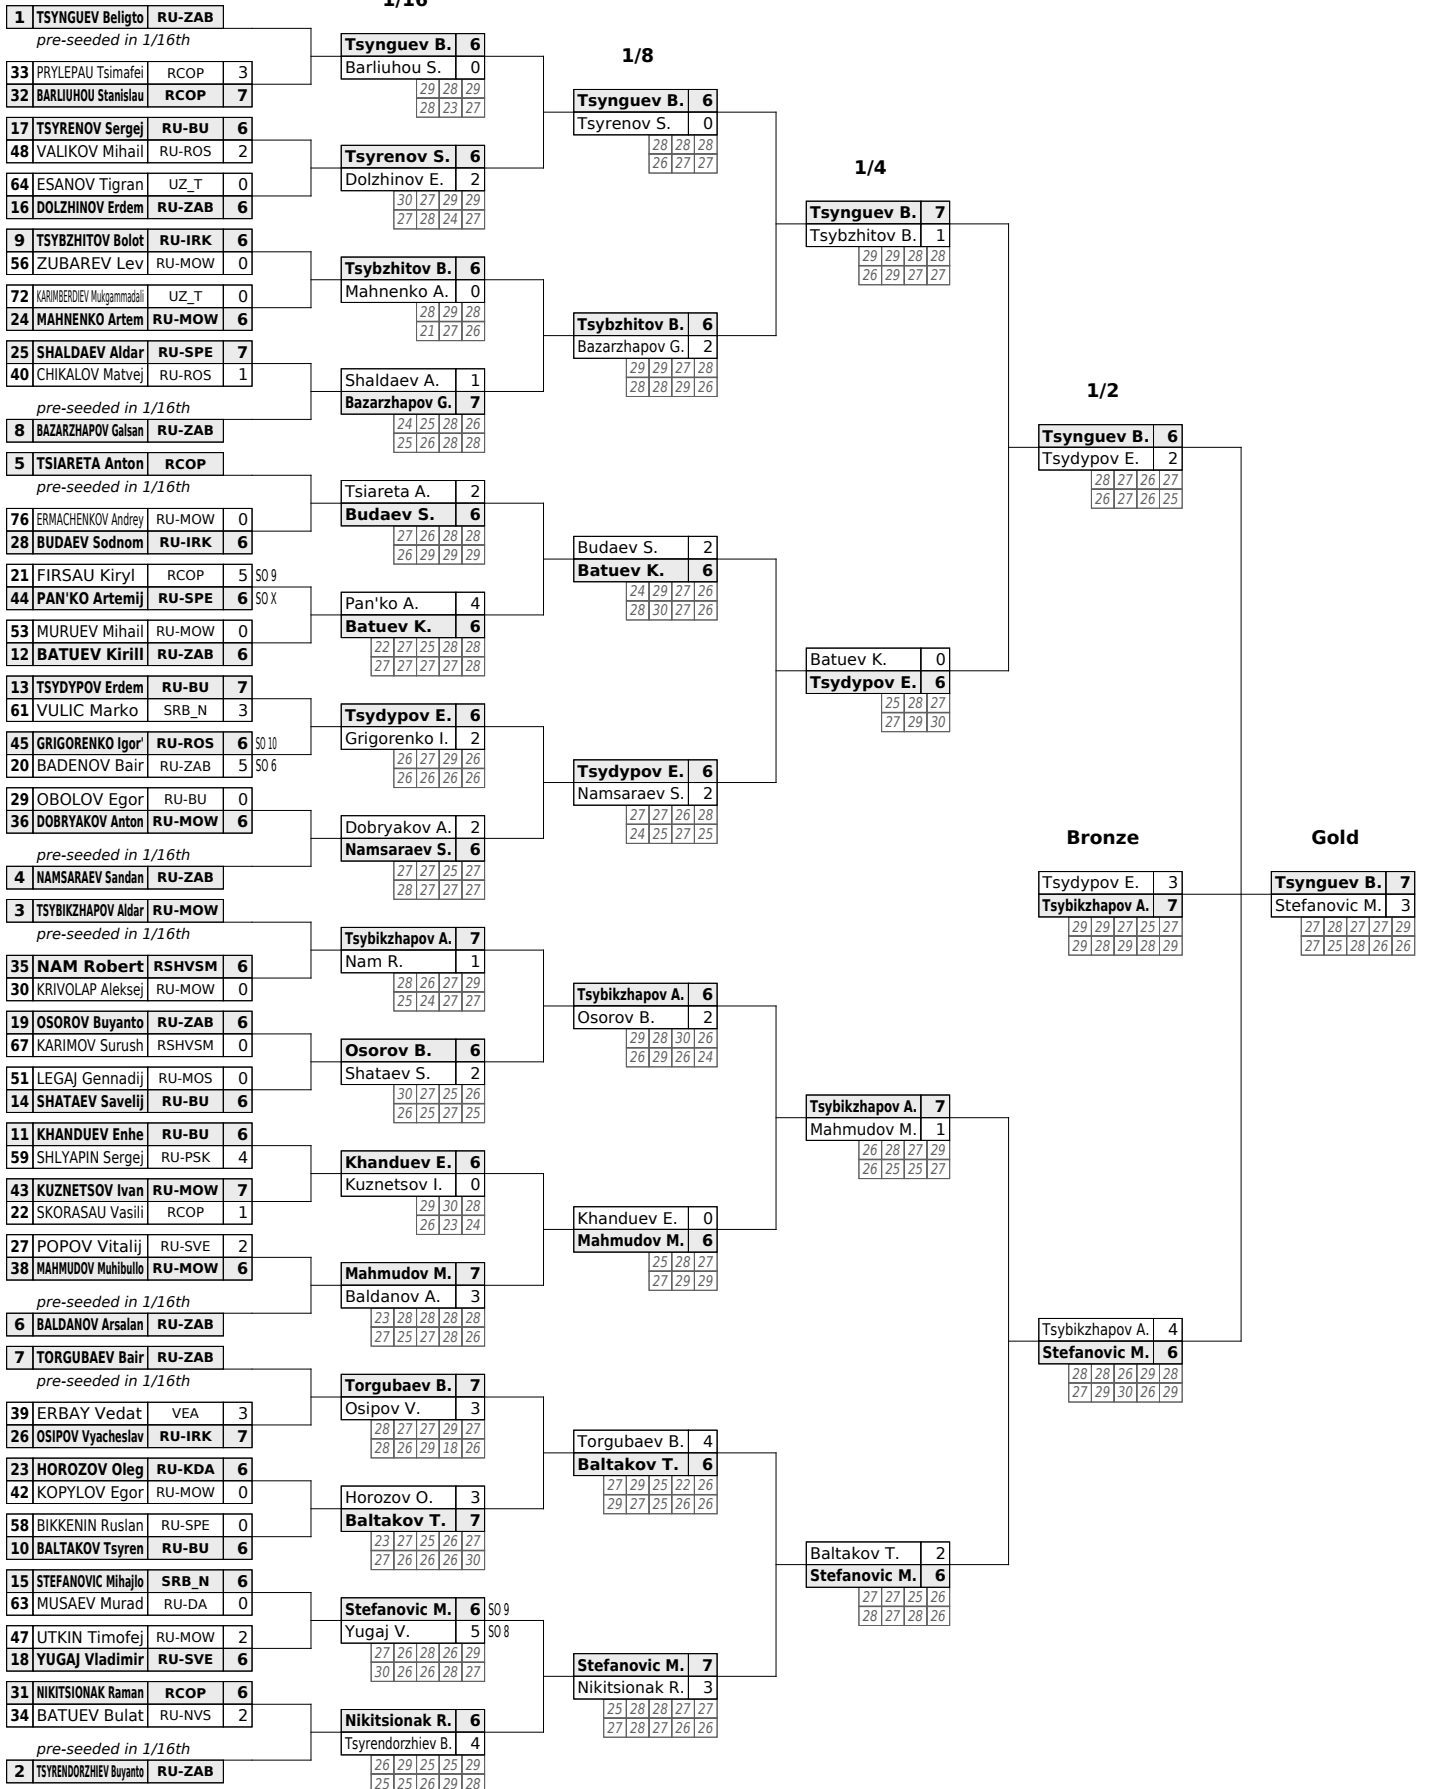 1/16
1 TSYNGUEV Beligto RU-ZAB
pre-seeded in 1/16th
33 PRYLEPAU Tsimafei RCOP 3
32 BARLIUHOU Stanislau RCOP 7
17 TSYRENOV Sergej RU-BU 6
48 VALIKOV Mihail RU-ROS 2
64 ESANOV Tigran UZ_T 0
16 DOLZHINOV Erdem RU-ZAB 6
9 TSYBZHITOV Bolot RU-IRK 6
56 ZUBAREV Lev RU-MOW 0
72 KARIMBERDIEV Mukgammadali UZ_T 0
24 MAHNENKO Artem RU-MOW 6
25 SHALDAEV Aldar RU-SPE 7
40 CHIKALOV Matvej RU-ROS 1
pre-seeded in 1/16th
8 BAZARZHAPOV Galsan RU-ZAB
5 TSIARETA Anton RCOP
pre-seeded in 1/16th
76 ERMACHENKOV Andrey RU-MOW 0
28 BUDAEV Sodnom RU-IRK 6
21 FIRSAU Kiryl RCOP 5 SO 9
44 PAN'KO Artemij RU-SPE 6 SO X
53 MURUEV Mihail RU-MOW 0
12 BATUEV Kirill RU-ZAB 6
13 TSYDYPOV Erdem RU-BU 7
61 VULIC Marko SRB_N 3
45 GRIGORENKO Igor' RU-ROS 6 SO 10
20 BADENOV Bair RU-ZAB 5 SO 6
29 OBOLOV Egor RU-BU 0
36 DOBRYAKOV Anton RU-MOW 6
pre-seeded in 1/16th
4 NAMSARAEV Sandan RU-ZAB
3 TSYBIKZHAPOV Aldar RU-MOW
pre-seeded in 1/16th
35 NAM Robert RSHVSM 6
30 KRIVOLAP Aleksej RU-MOW 0
19 OSOROV Buyanto RU-ZAB 6
67 KARIMOV Surush RSHVSM 0
51 LEGAJ Gennadij RU-MOS 0
14 SHATAEV Savelij RU-BU 6
11 KHANDUEV Enhe RU-BU 6
59 SHLYAPIN Sergej RU-PSK 4
43 KUZNETSOV Ivan RU-MOW 7
22 SKORASAU Vasili RCOP 1
27 POPOV Vitalij RU-SVE 2
38 MAHMUDOV Muhibullo RU-MOW 6
pre-seeded in 1/16th
6 BALDANOV Arsalan RU-ZAB
7 TORGUBAEV Bair RU-ZAB
pre-seeded in 1/16th
39 ERBAY Vedat VEA 3
26 OSIPOV Vyacheslav RU-IRK 7
23 HOROZOV Oleg RU-KDA 6
42 KOPYLOV Egor RU-MOW 0
58 BIKKENIN Ruslan RU-SPE 0
10 BALTAKOV Tsyren RU-BU 6
15 STEFANOVIC Mihajlo SRB_N 6
63 MUSAEV Murad RU-DA 0
47 UTKIN Timofej RU-MOW 2
18 YUGAJ Vladimir RU-SVE 6
31 NIKITSIONAK Raman RCOP 6
34 BATUEV Bulat RU-NVS 2
pre-seeded in 1/16th
2 TSYRENDORZHIEV Buyanto RU-ZAB
Tsynguev B. 6
Barliuhou S. 0
29 28 29
28 23 27
Tsyrenov S. 6
Dolzhinov E. 2
30 27 29 29
27 28 24 27
Tsybzhitov B. 6
Mahnenko A. 0
28 29 28
21 27 26
Shaldaev A. 1
Bazarzhapov G. 7
24 25 28 26
25 26 28 28
Tsiareta A. 2
Budaev S. 6
27 26 28 28
26 29 29 29
Pan'ko A. 4
Batuev K. 6
22 27 25 28 28
27 27 27 27 28
Tsydypov E. 6
Grigorenko I. 2
26 27 29 26
26 26 26 26
Dobryakov A. 2
Namsaraev S. 6
27 27 25 27
28 27 27 27
Tsybikzhapov A. 7
Nam R. 1
28 26 27 29
25 24 27 27
Osorov B. 6
Shataev S. 2
30 27 25 26
26 25 27 25
Khanduev E. 6
Kuznetsov I. 0
29 30 28
26 23 24
Mahmudov M. 7
Baldanov A. 3
23 28 28 28 28
27 25 27 28 26
Torgubaev B. 7
Osipov V. 3
28 27 27 29 27
28 26 29 18 26
Horozov O. 3
Baltakov T. 7
23 27 25 26 27
27 26 26 26 30
Stefanovic M. 6 SO 9
Yugaj V. 5 SO 8
27 26 28 26 29
30 26 26 28 27
Nikitsionak R. 6
Tsyrendorzhiev B. 4
26 29 25 25 29
25 25 26 29 28
1/8
Tsynguev B. 6
Tsyrenov S. 0
28 28 28
26 27 27
Tsybzhitov B. 6
Bazarzhapov G. 2
29 29 27 28
28 28 29 26
Budaev S. 2
Batuev K. 6
24 29 27 26
28 30 27 26
Tsydypov E. 6
Namsaraev S. 2
27 27 26 28
24 25 27 25
Tsybikzhapov A. 6
Osorov B. 2
29 28 30 26
26 29 26 24
Khanduev E. 0
Mahmudov M. 6
25 28 27
27 29 29
Torgubaev B. 4
Baltakov T. 6
27 29 25 22 26
29 27 25 26 26
Stefanovic M. 7
Nikitsionak R. 3
25 28 28 27 27
27 28 27 26 26
1/4
Tsynguev B. 7
Tsybzhitov B. 1
29 29 28 28
26 29 27 27
Batuev K. 0
Tsydypov E. 6
25 28 27
27 29 30
Tsybikzhapov A. 7
Mahmudov M. 1
26 28 27 29
26 25 25 27
Baltakov T. 2
Stefanovic M. 6
27 27 25 26
28 27 28 26
1/2
Tsynguev B. 6
Tsydypov E. 2
28 27 26 27
26 27 26 25
Tsybikzhapov A. 4
Stefanovic M. 6
28 28 26 29 28
27 29 30 26 29
Bronze
Tsydypov E. 3
Tsybikzhapov A. 7
29 29 27 25 27
29 28 29 28 29
Gold
Tsynguev B. 7
Stefanovic M. 3
27 28 27 27 29
27 25 28 26 26